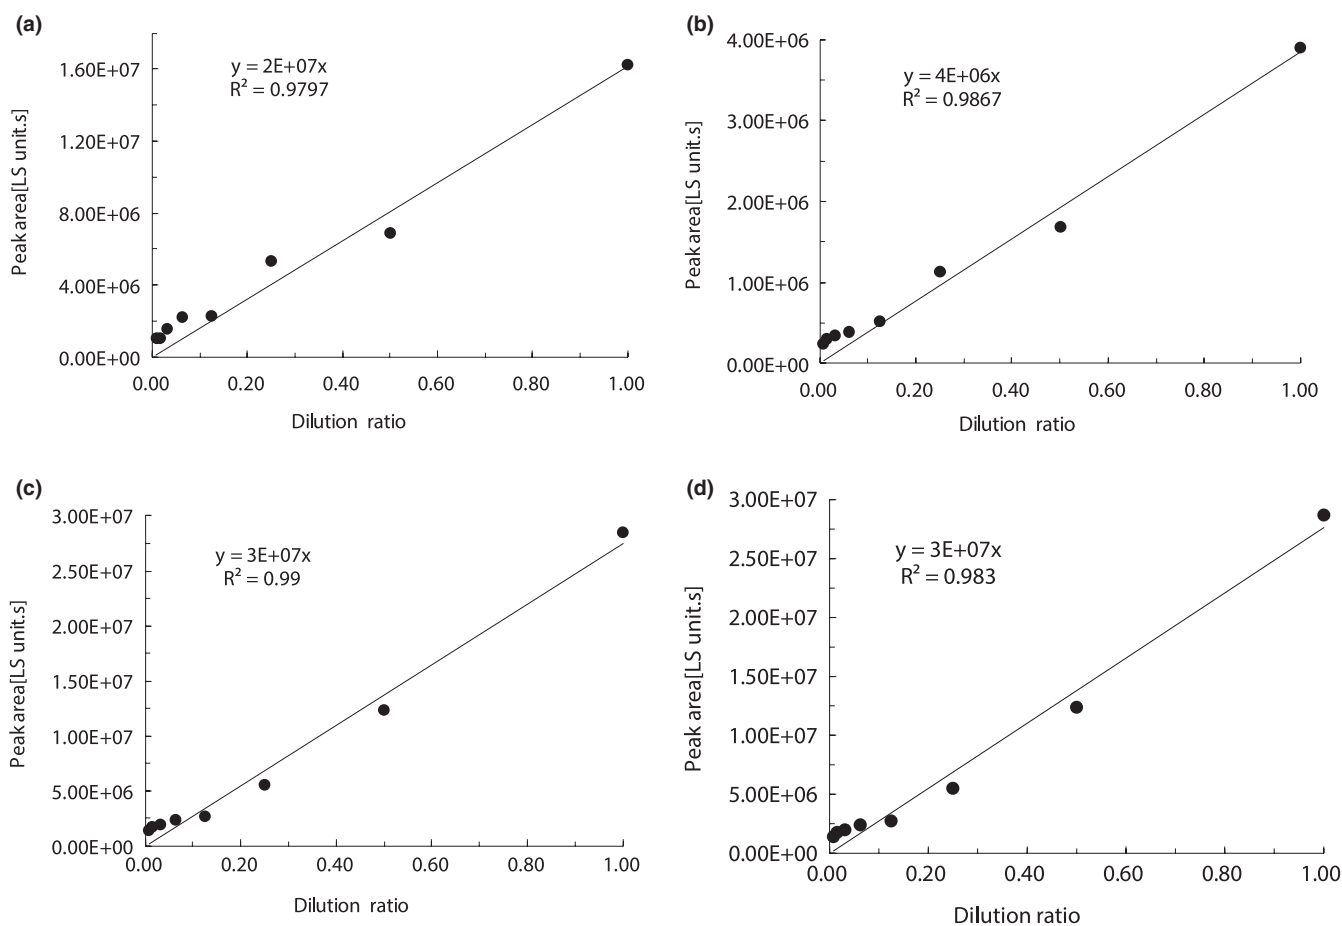 (a)
y = 2E+07x
R² = 0.9797
1.60E+07
1.20E+07
8.00E+06
4.00E+06
0.00E+00
Peak area[LS unit.s]
0.00 0.20 0.40 0.60 0.80 1.00
Dilution ratio
(b)
y = 4E+06x
R² = 0.9867
4.00E+06
3.00E+06
2.00E+06
1.00E+06
0.00E+00
Peak area[LS unit.s]
0.00 0.20 0.40 0.60 0.80 1.00
Dilution ratio
(c)
y = 3E+07x
R² = 0.99
3.00E+07
2.50E+07
2.00E+07
1.50E+07
1.00E+07
5.00E+06
0.00E+00
Peak area[LS unit.s]
0.00 0.20 0.40 0.60 0.80 1.00
Dilution ratio
(d)
y = 3E+07x
R² = 0.983
3.00E+07
2.50E+07
2.00E+07
1.50E+07
1.00E+07
5.00E+06
0.00E+00
Peak area[LS unit.s]
0.00 0.20 0.40 0.60 0.80 1.00
Dilution ratio